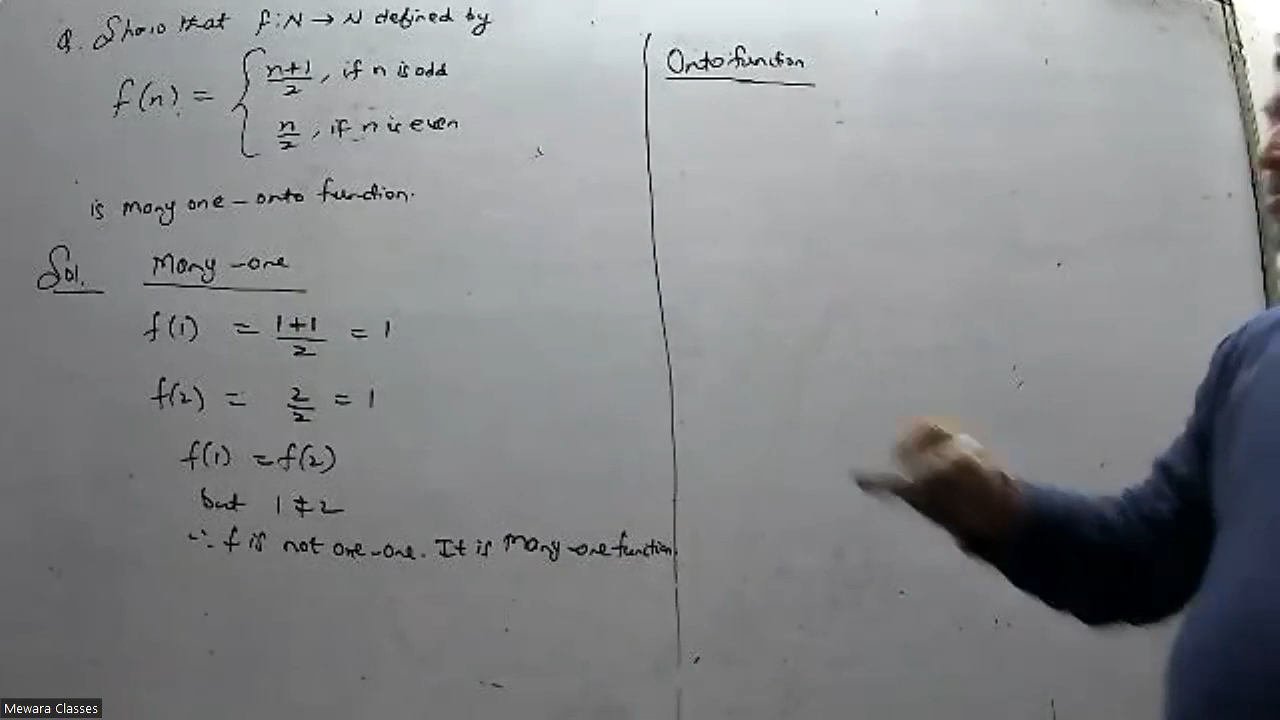 Q. Show that f: N → N defined by
f(n) = { n+1/2, if n is odd
n/2, if n is even
is many one - onto function.
Sol. Many - one
f(1) = 1+1/2 = 1
f(2) = 2/2 = 1
f(1) = f(2)
but 1 ≠ 2
∴ f is not one-one. It is many-one function
Onto function
Mewara Classes